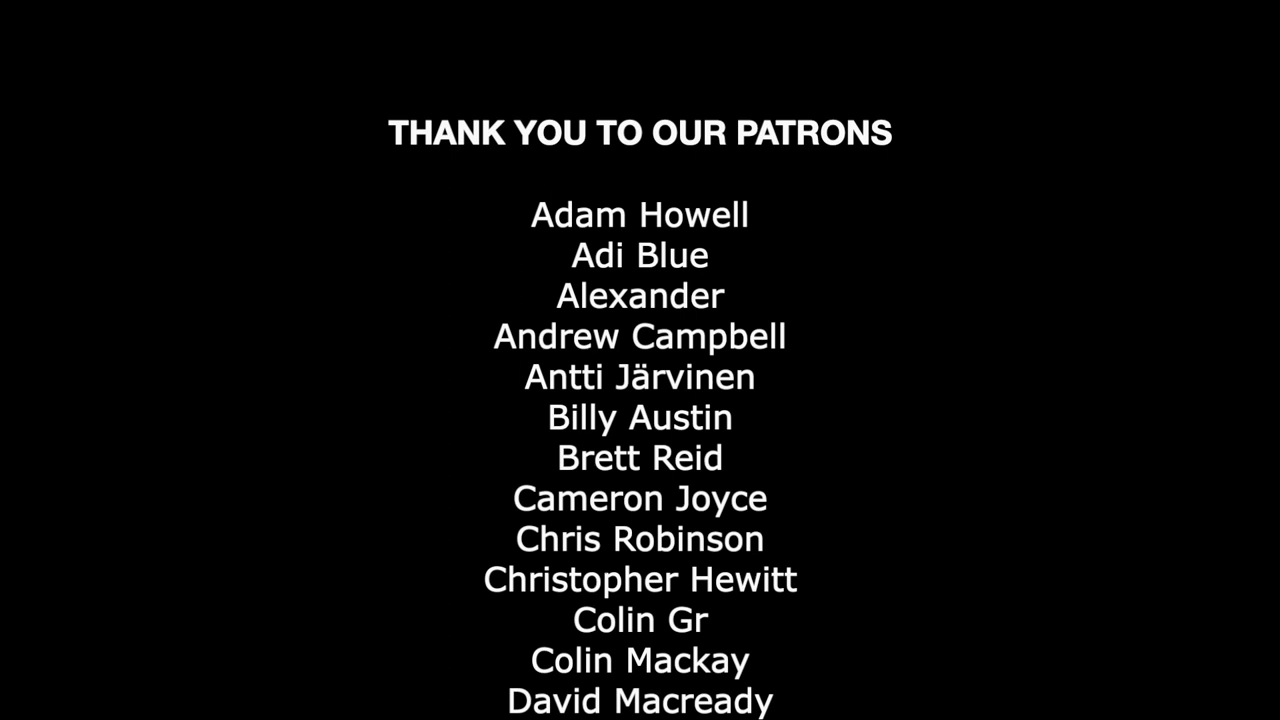 THANK YOU TO OUR PATRONS
Adam Howell
Adi Blue
Alexander
Andrew Campbell
Antti Järvinen
Billy Austin
Brett Reid
Cameron Joyce
Chris Robinson
Christopher Hewitt
Colin Gr
Colin Mackay
David Macready